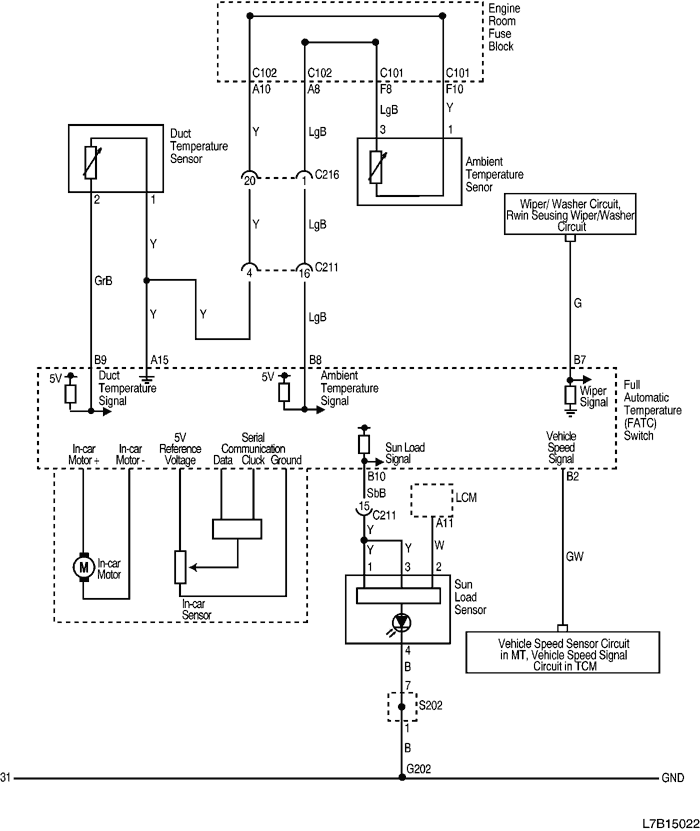 Engine
Room
Fuse
Block
C102
C102
C101
C101
A10
A8
F8
F10
Y
LgB
LgB
Y
3
1
Duct
Temperature
Sensor
Ambient
Temperature
Senor
20
1
C216
2
1
Wiper/ Washer Circuit,
Rwin Seusing Wiper/Washer
Circuit
Y
Y
LgB
4
16
C211
GrB
Y
Y
LgB
G
B9
A15
B8
B7
5V
Duct
Temperature
Signal
5V
Ambient
Temperature
Signal
Wiper
Signal
Full
Automatic
Temperature
(FATC)
Switch
In-car
Motor +
In-car
Motor -
5V
Reference
Voltage
Serial
Communication
Data
Cluck
Ground
Sun Load
Signal
Vehicle
Speed
Signal
B10
B2
SbB
15
C211
LCM
A11
Y
Y
Y
W
GW
1
3
2
M
In-car
Motor
In-car
Sensor
Sun
Load
Sensor
4
B
Vehicle Speed Sensor Circuit
in MT, Vehicle Speed Signal
Circuit in TCM
7
S202
1
B
G202
31
GND
L7B15022